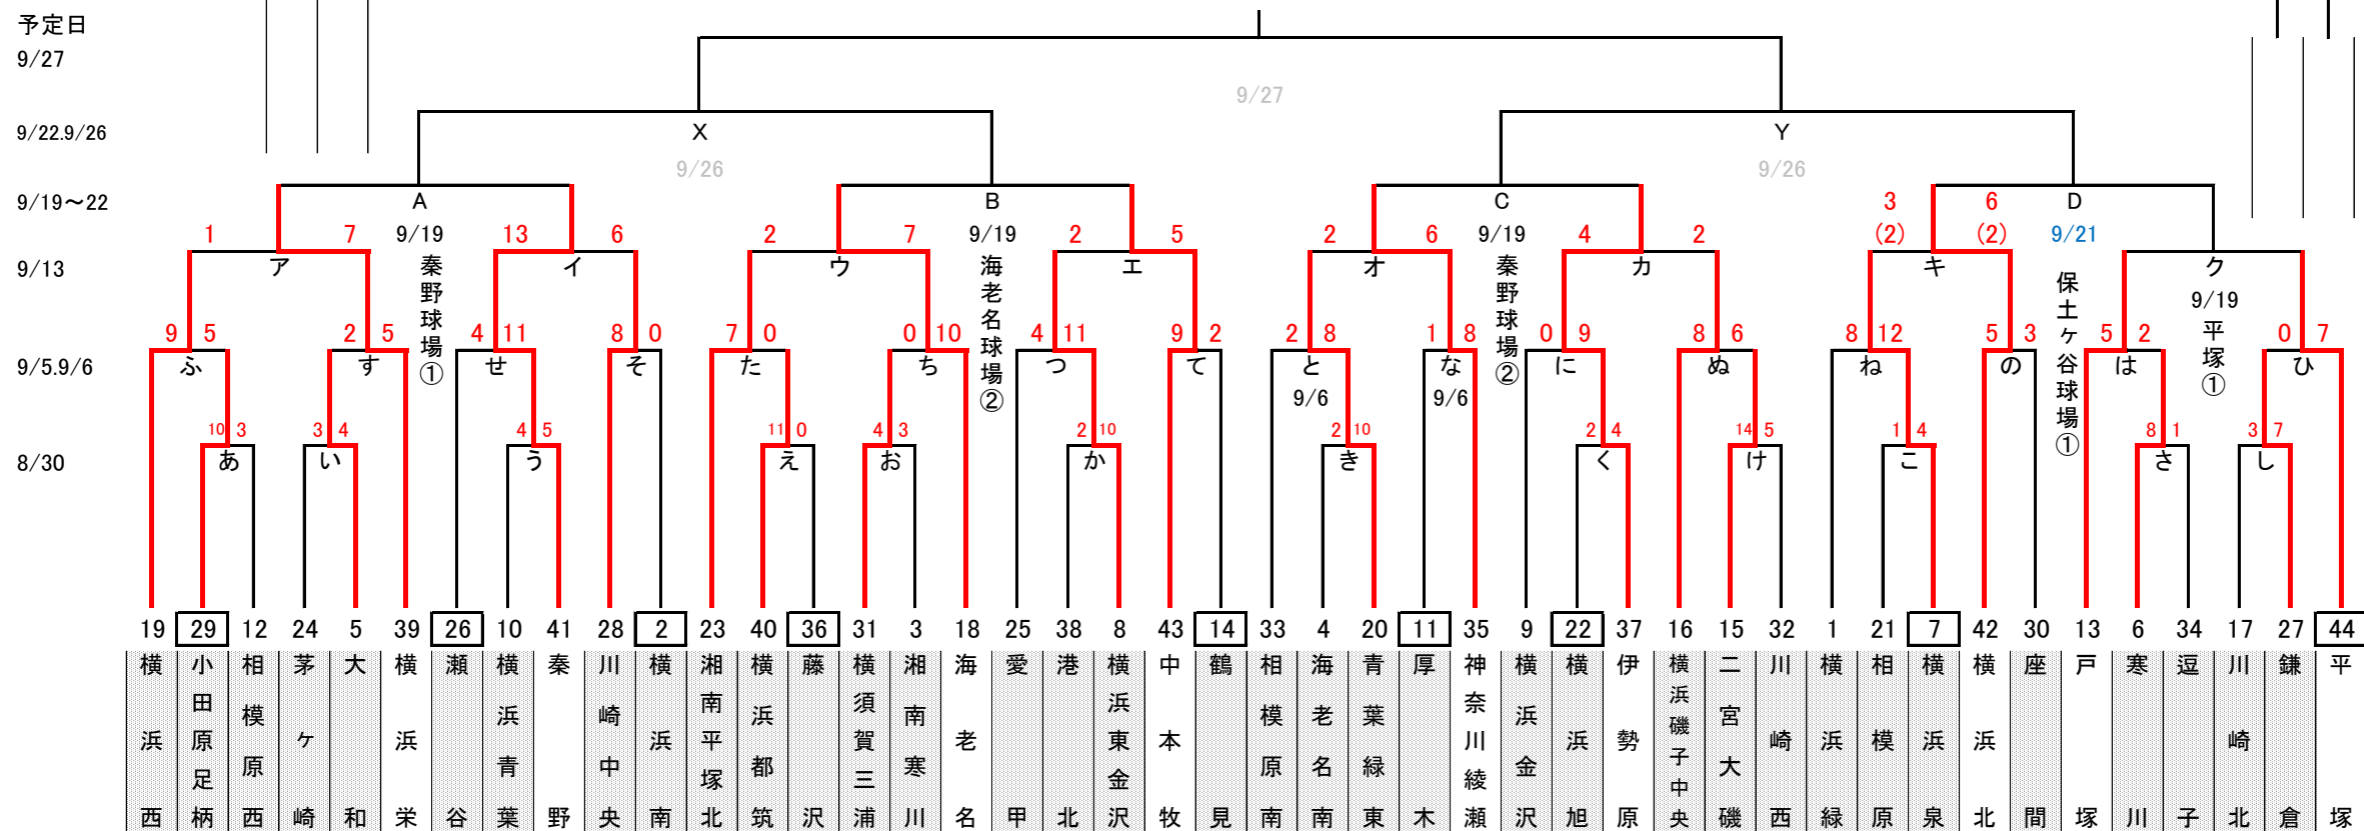 予定日
9/27
9/27
9/22.9/26 X Y
9/26 9/26
9/19～22 A B C 3 6 D
1 7 9/19 13 6 2 7 9/19 2 5 2 6 9/19 4 2 (2) (2) 9/21
9/13 ア イ ウ エ オ カ キ ク
秦野球場①
海老名球場②
秦野球場②
保土ヶ谷球場①
9/19
平塚①
9 5 2 5 4 11 8 0 7 0 0 10 4 11 9 2 2 8 1 8 0 9 8 6 8 12 5 3 5 2 0 7
9/5.9/6 ふ す せ そ た ち つ て と な に ぬ ね の は ひ
9/6 9/6
10 3 3 4 4 5 11 0 4 3 2 10 2 10 2 4 14 5 1 4 8 1 3 7
8/30 あ い う え お か き く け こ さ し
19 29 12 24 5 39 26 10 41 28 2 23 40 36 31 3 18 25 38 8 43 14 33 4 20 11 35 9 22 37 16 15 32 1 21 7 42 30 13 6 34 17 27 44
横浜西
小田原足柄
相模原西
茅ヶ崎
大和
横浜栄
瀬谷
横浜青葉
秦野
川崎中央
横浜南
湘南平塚北
横浜都筑
藤沢
横須賀三浦
湘南寒川
海老名
愛甲
港北
横浜東金沢
中本牧
鶴見
相模原南
海老名南
青葉緑東
厚木
神奈川綾瀬
横浜金沢
横浜旭
伊勢原
横浜磯子中央
二宮大磯
川崎西
横浜緑
相模原
横浜泉
横浜北
座間
戸塚
寒川
逗子
川崎北
鎌倉
平塚